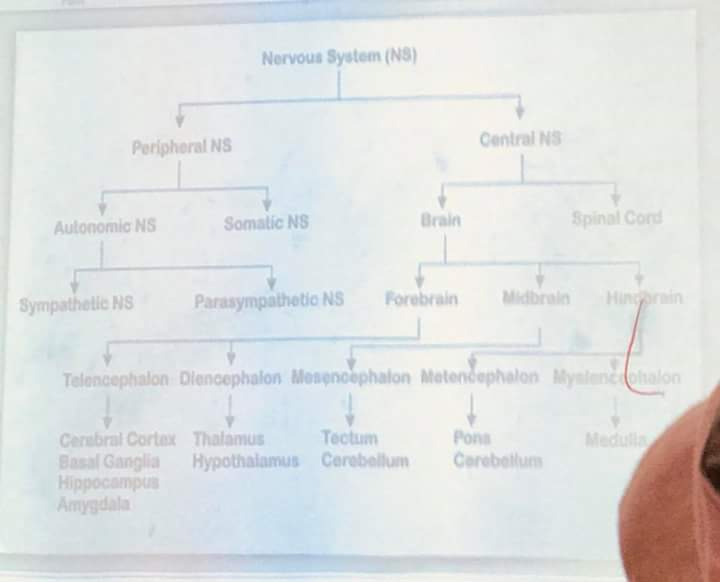 Nervous System (NS)
Peripheral NS
Central NS
Autonomic NS
Somatic NS
Brain
Spinal Cord
Sympathetic NS
Parasympathetic NS
Forebrain
Midbrain
Hindbrain
Telencephalon
Diencephalon
Mesencephalon
Metencephalon
Myelencephalon
Cerebral Cortex
Basal Ganglia
Hippocampus
Amygdala
Thalamus
Hypothalamus
Tectum
Cerebellum
Pons
Cerebellum
Medulla